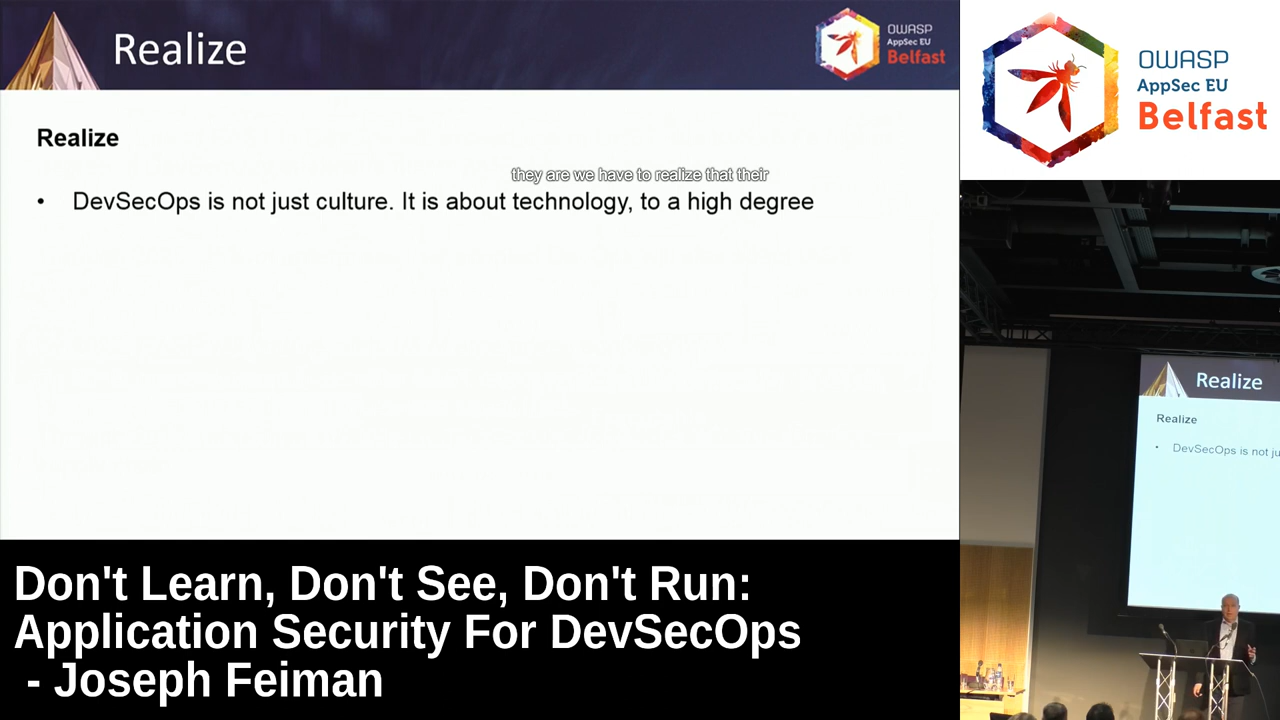 Realize
OWASP
AppSec EU
Belfast
Realize
they are we have to realize that their
• DevSecOps is not just culture. It is about technology, to a high degree
OWASP
AppSec EU
Belfast
Realize
Realize
• DevSecOps is not ju
Don't Learn, Don't See, Don't Run:
Application Security For DevSecOps
- Joseph Feiman